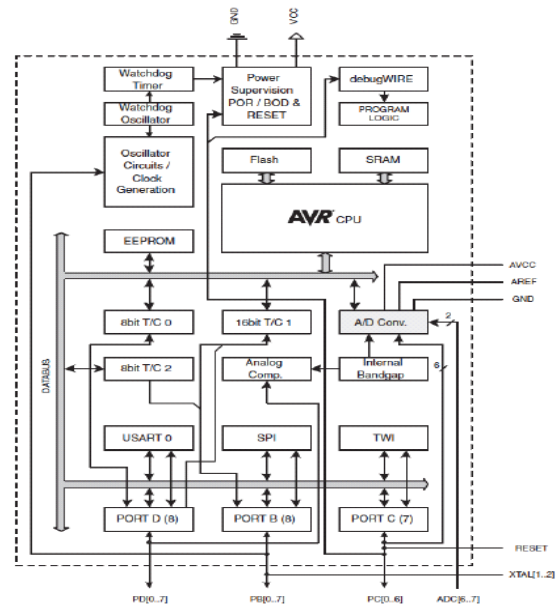 GND
VCC
Watchdog
Timer
Power
Supervision
POR / BOD &
RESET
debugWIRE
Watchdog
Oscillator
PROGRAM
LOGIC
Oscillator
Circuits /
Clock
Generation
Flash
SRAM
AVR CPU
EEPROM
AVCC
AREF
GND
8bit T/C 0
16bit T/C 1
A/D Conv.
2
DATABUS
8bit T/C 2
Analog
Comp.
Internal
Bandgap
6
USART 0
SPI
TWI
PORT D (8)
PORT B (8)
PORT C (7)
RESET
XTAL[1..2]
PD[0..7]
PB[0..7]
PC[0..6]
ADC[6..7]